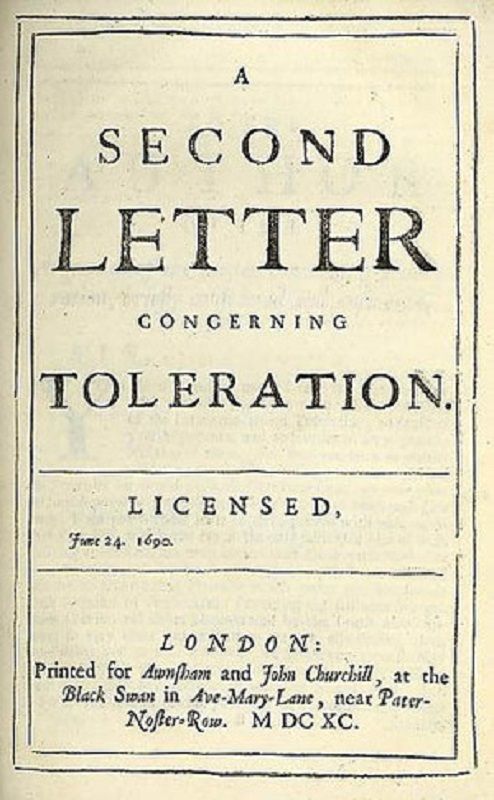 A
SECOND
LETTER
CONCERNING
TOLERATION.
LICENSED,
June 24. 1690.
LONDON:
Printed for Awnſham and John Churchill, at the
Black Swan in Ave-Mary-Lane, near Pater-
Noſter-Row. M DC XC.